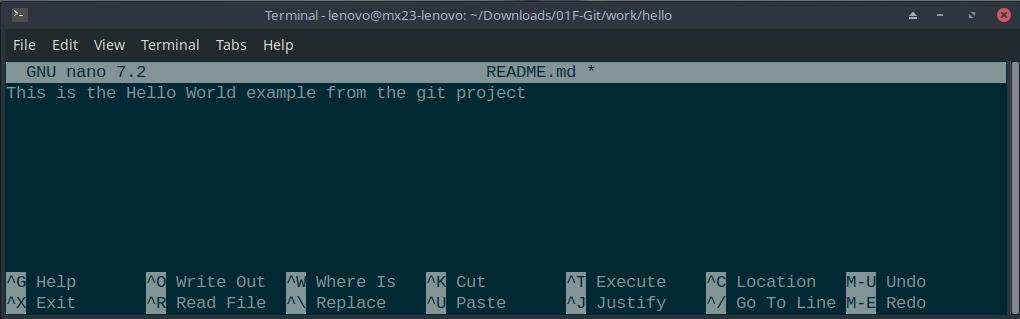 Terminal - lenovo@mx23-lenovo: ~/Downloads/01F-Git/work/hello
File Edit View Terminal Tabs Help
GNU nano 7.2 README.md *
This is the Hello World example from the git project
^G Help ^O Write Out ^W Where Is ^K Cut ^T Execute ^C Location M-U Undo
^X Exit ^R Read File ^\ Replace ^U Paste ^J Justify ^/ Go To Line M-E Redo